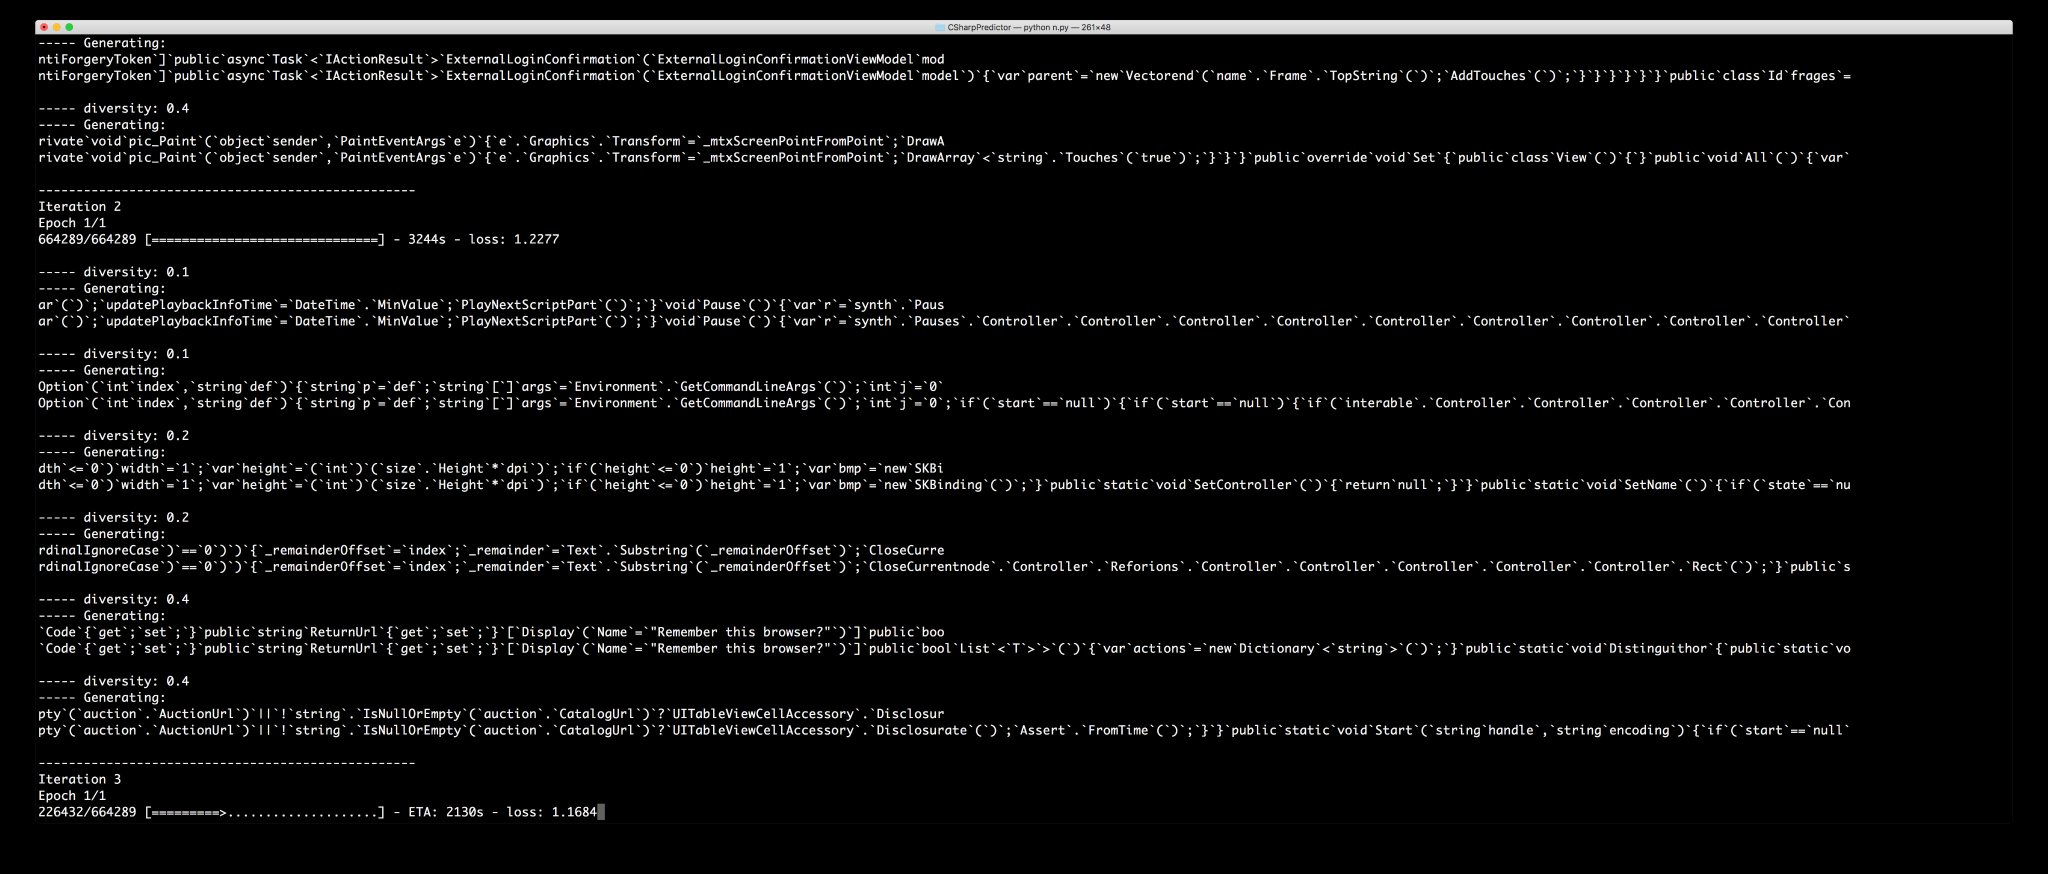 CSharpPredictor — python n.py — 261×48
----- Generating:
ntiForgeryToken`]`public`async`Task`<`IActionResult`>`ExternalLoginConfirmation`(`ExternalLoginConfirmationViewModel`mod
ntiForgeryToken`]`public`async`Task`<`IActionResult`>`ExternalLoginConfirmation`(`ExternalLoginConfirmationViewModel`model`)`{`var`parent`=`new`Vectorend`(`name`.`Frame`.`TopString`(`)`;`AddTouches`(`)`;`}`}`}`}`}`}`public`class`Id`frages`=
----- diversity: 0.4
----- Generating:
rivate`void`pic_Paint`(`object`sender`,`PaintEventArgs`e`)`{`e`.`Graphics`.`Transform`=`_mtxScreenPointFromPoint`;`DrawA
rivate`void`pic_Paint`(`object`sender`,`PaintEventArgs`e`)`{`e`.`Graphics`.`Transform`=`_mtxScreenPointFromPoint`;`DrawArray`<`string`.`Touches`(`true`)`;`}`}`}`public`override`void`Set`{`public`class`View`(`)`{`}`public`void`All`(`)`{`var`
--------------------------------------------------
Iteration 2
Epoch 1/1
664289/664289 [==============================] - 3244s - loss: 1.2277
----- diversity: 0.1
----- Generating:
ar`(`)`;`updatePlaybackInfoTime`=`DateTime`.`MinValue`;`PlayNextScriptPart`(`)`;`}`void`Pause`(`)`{`var`r`=`synth`.`Paus
ar`(`)`;`updatePlaybackInfoTime`=`DateTime`.`MinValue`;`PlayNextScriptPart`(`)`;`}`void`Pause`(`)`{`var`r`=`synth`.`Pauses`.`Controller`.`Controller`.`Controller`.`Controller`.`Controller`.`Controller`.`Controller`.`Controller`.`Controller`
----- diversity: 0.1
----- Generating:
Option`(`int`index`,`string`def`)`{`string`p`=`def`;`string`[`]`args`=`Environment`.`GetCommandLineArgs`(`)`;`int`j`=`0`
Option`(`int`index`,`string`def`)`{`string`p`=`def`;`string`[`]`args`=`Environment`.`GetCommandLineArgs`(`)`;`int`j`=`0`;`if`(`start`==`null`)`{`if`(`start`==`null`)`{`if`(`interable`.`Controller`.`Controller`.`Controller`.`Controller`.`Con
----- diversity: 0.2
----- Generating:
dth`<=`0`)`width`=`1`;`var`height`=`(`int`)`(`size`.`Height`*`dpi`)`;`if`(`height`<=`0`)`height`=`1`;`var`bmp`=`new`SKBi
dth`<=`0`)`width`=`1`;`var`height`=`(`int`)`(`size`.`Height`*`dpi`)`;`if`(`height`<=`0`)`height`=`1`;`var`bmp`=`new`SKBinding`(`)`;`}`public`static`void`SetController`(`)`{`return`null`;`}`}`public`static`void`SetName`(`)`{`if`(`state`==`nu
----- diversity: 0.2
----- Generating:
rdinalIgnoreCase`)`==`0`)`)`{`_remainderOffset`=`index`;`_remainder`=`Text`.`Substring`(`_remainderOffset`)`;`CloseCurre
rdinalIgnoreCase`)`==`0`)`)`{`_remainderOffset`=`index`;`_remainder`=`Text`.`Substring`(`_remainderOffset`)`;`CloseCurrentnode`.`Controller`.`Reforions`.`Controller`.`Controller`.`Controller`.`Controller`.`Controller`.`Rect`(`)`;`}`public`s
----- diversity: 0.4
----- Generating:
`Code`{`get`;`set`;`}`public`string`ReturnUrl`{`get`;`set`;`}`[`Display`(`Name`=`"Remember this browser?"`)`]`public`boo
`Code`{`get`;`set`;`}`public`string`ReturnUrl`{`get`;`set`;`}`[`Display`(`Name`=`"Remember this browser?"`)`]`public`bool`List`<`T`>`>`(`)`{`var`actions`=`new`Dictionary`<`string`>`(`)`;`}`public`static`void`Distinguithor`{`public`static`vo
----- diversity: 0.4
----- Generating:
pty`(`auction`.`AuctionUrl`)`||`!`string`.`IsNullOrEmpty`(`auction`.`CatalogUrl`)`?`UITableViewCellAccessory`.`Disclosur
pty`(`auction`.`AuctionUrl`)`||`!`string`.`IsNullOrEmpty`(`auction`.`CatalogUrl`)`?`UITableViewCellAccessory`.`Disclosurate`(`)`;`Assert`.`FromTime`(`)`;`}`}`public`static`void`Start`(`string`handle`,`string`encoding`)`{`if`(`start`==`null`
--------------------------------------------------
Iteration 3
Epoch 1/1
226432/664289 [=========>....................] - ETA: 2130s - loss: 1.1684